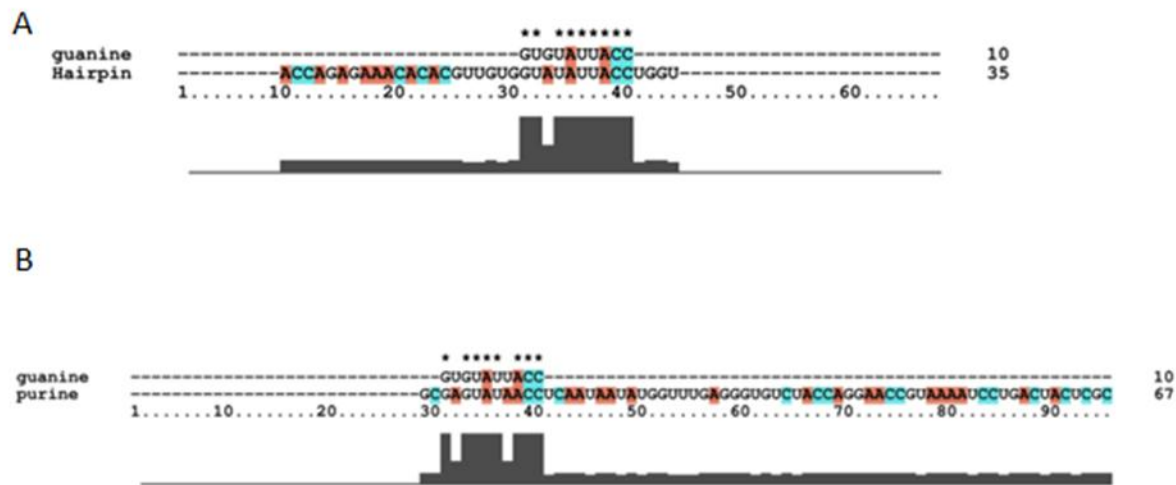 A
** *******
guanine ------------------------------GUGUAUUACC--------------------------- 10
Hairpin ---------ACCAGAGAAACACACGUUGUGGUAUAUUACCUGGU----------------------- 35
1.......10........20........30........40........50........60.......
B
* **** ***
guanine ------------------------------GUGUAUUACC------------------------------------------------------- 10
purine ----------------------------GCGAGUAUAACCUCAAUAAUAUGGUUUGAGGGUGUCUACCAGGAACCGUAAAAUCCUGACUACUCGC 67
1.......10........20........30........40........50........60........70........80........90.....